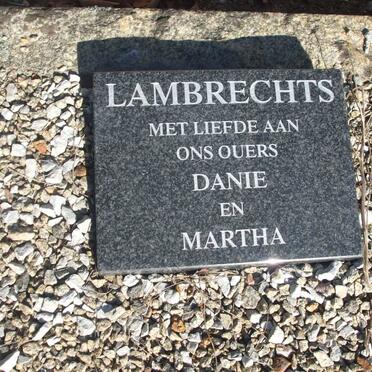 LAMBRECHTS
MET LIEFDE AAN
ONS OUERS
DANIE
EN
MARTHA